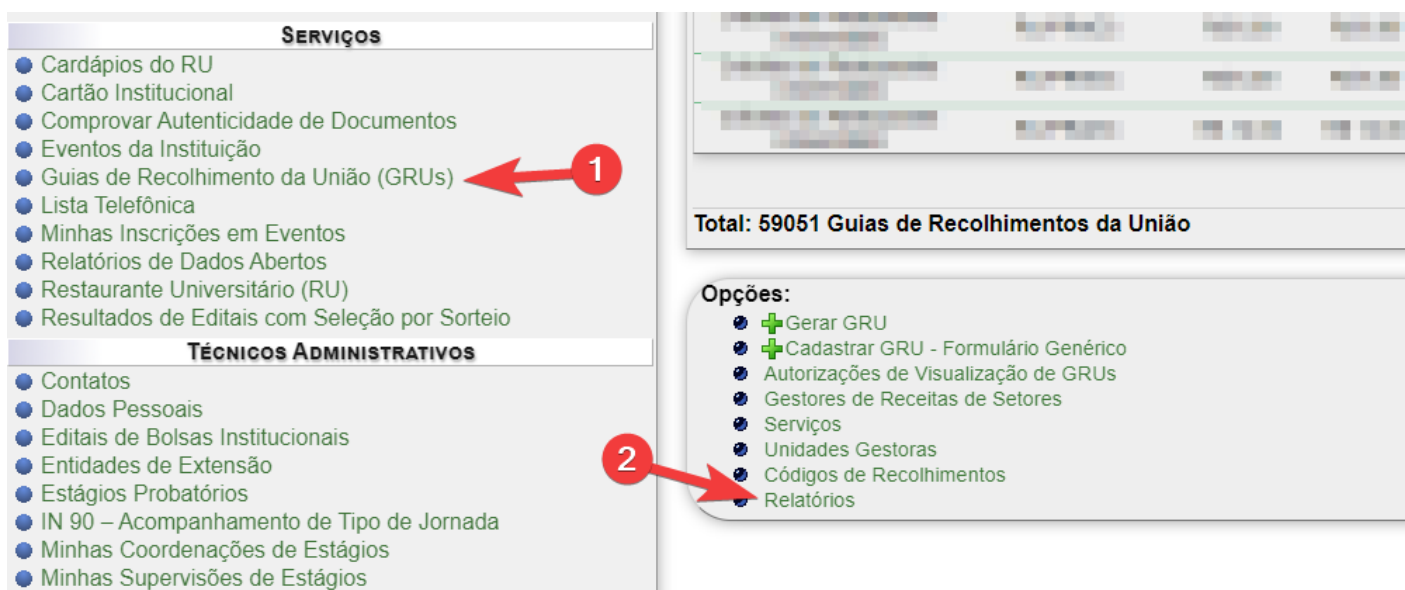 SERVIÇOS
Cardápios do RU
Cartão Institucional
Comprovar Autenticidade de Documentos
Eventos da Instituição
Guias de Recolhimento da União (GRUs)
1
Lista Telefônica
Minhas Inscrições em Eventos
Relatórios de Dados Abertos
Restaurante Universitário (RU)
Resultados de Editais com Seleção por Sorteio
TÉCNICOS ADMINISTRATIVOS
Contatos
Dados Pessoais
Editais de Bolsas Institucionais
Entidades de Extensão
Estágios Probatórios
IN 90 – Acompanhamento de Tipo de Jornada
Minhas Coordenações de Estágios
Minhas Supervisões de Estágios
Total: 59051 Guias de Recolhimentos da União
Opções:
Gerar GRU
Cadastrar GRU - Formulário Genérico
Autorizações de Visualização de GRUs
Gestores de Receitas de Setores
Serviços
Unidades Gestoras
Códigos de Recolhimentos
2
Relatórios